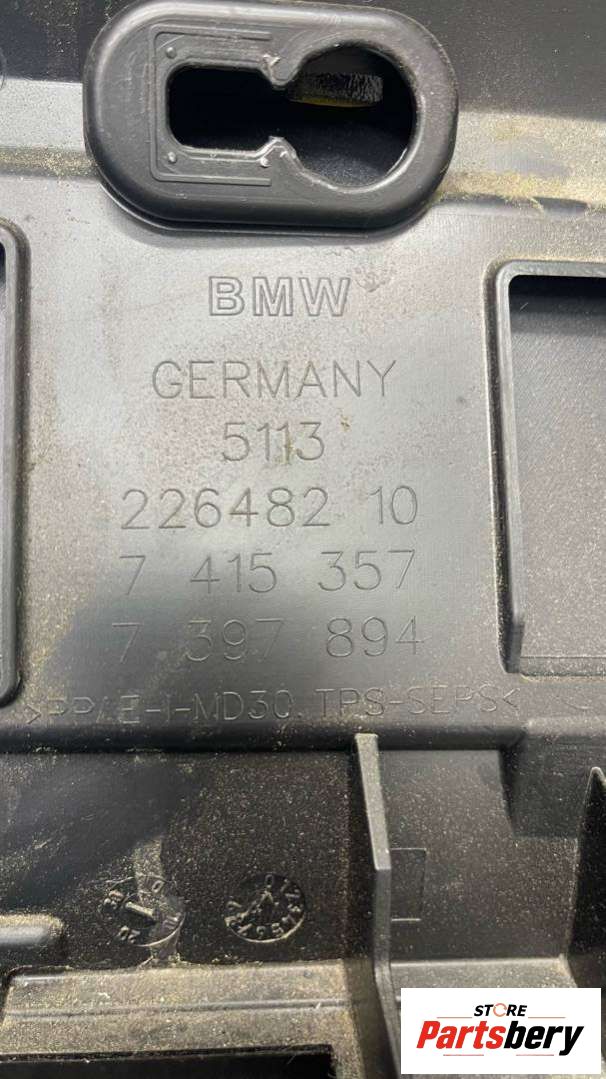 BMW
GERMANY
5113
226482 10
7 415 357
7 397 894
>PP/E-I-MD30, TPS-SEPS<
STORE
Partsbery